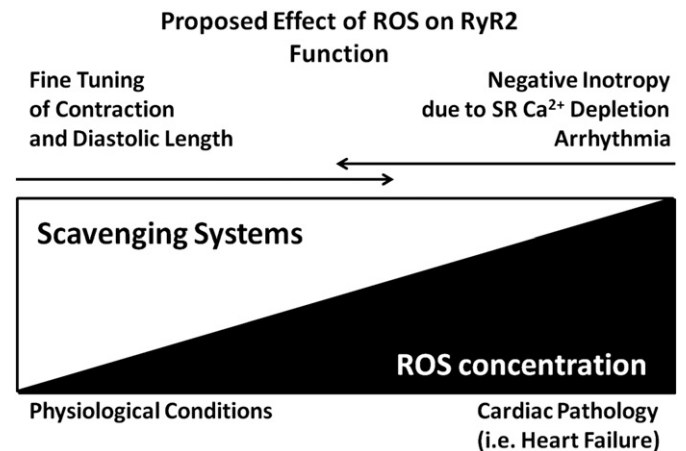 Proposed Effect of ROS on RyR2
Function
Fine Tuning
of Contraction
and Diastolic Length
Negative Inotropy
due to SR Ca²⁺ Depletion
Arrhythmia
Scavenging Systems
ROS concentration
Physiological Conditions
Cardiac Pathology
(i.e. Heart Failure)